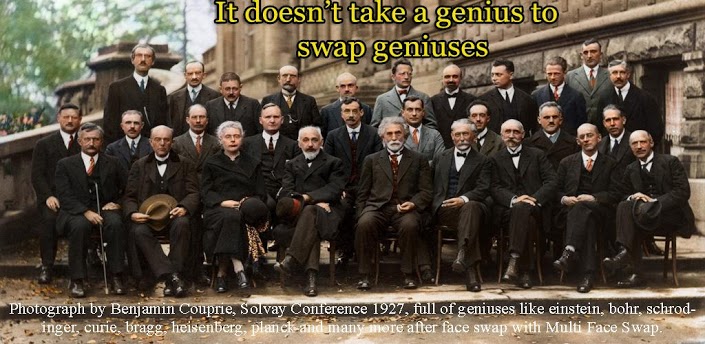 It doesn't take a genius to
swap geniuses
Photograph by Benjamin Couprie, Solvay Conference 1927, full of geniuses like einstein, bohr, schrod-
inger, curie, bragg, heisenberg, planck and many more after face swap with Multi Face Swap.